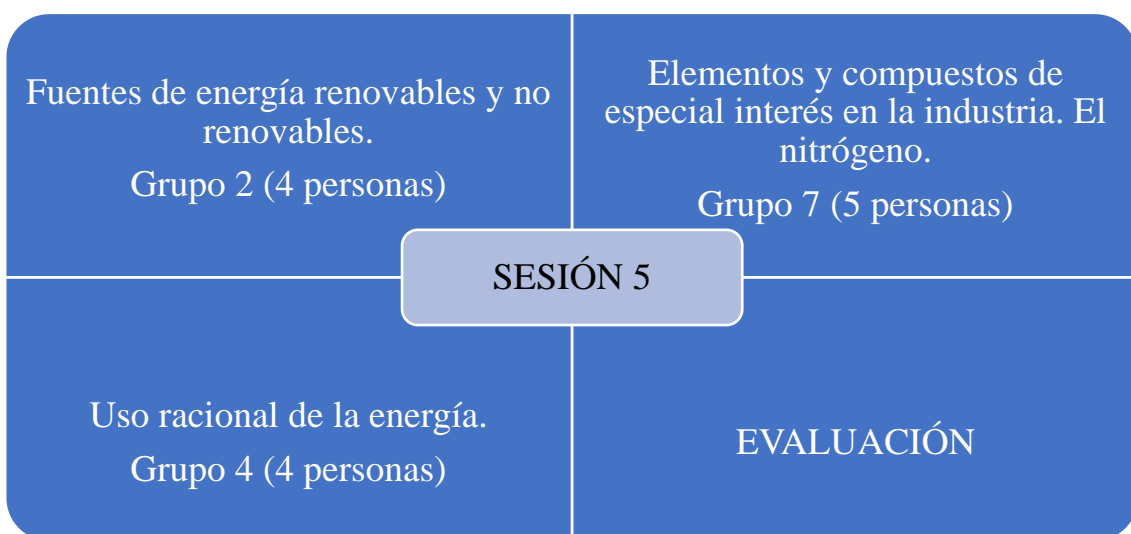 Fuentes de energía renovables y no
renovables.
Grupo 2 (4 personas)
Elementos y compuestos de
especial interés en la industria. El
nitrógeno.
Grupo 7 (5 personas)
SESIÓN 5
Uso racional de la energía.
Grupo 4 (4 personas)
EVALUACIÓN